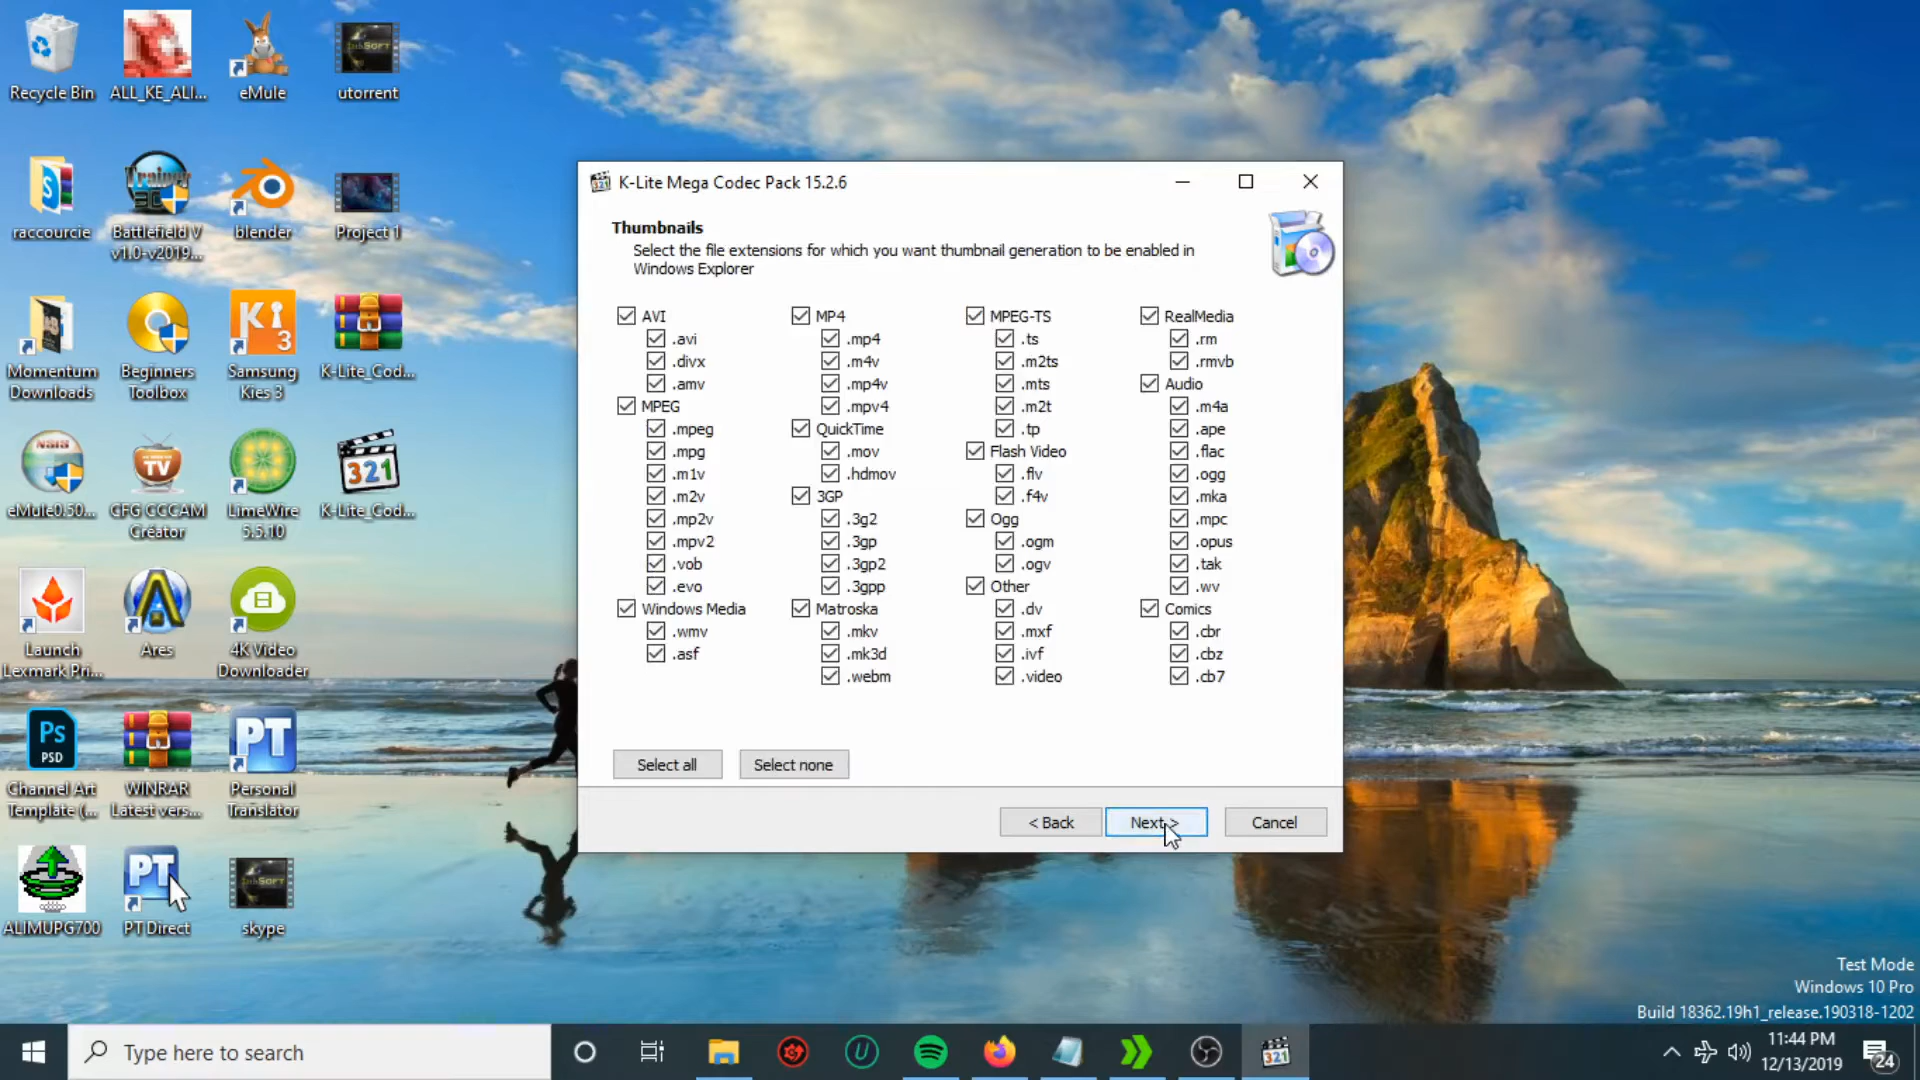 Recycle Bin
ALL_KE_ALI...
eMule
utorrent
raccourcie
Battlefield V
v1.0-v2019...
blender
Project 1
Momentum
Downloads
Beginners
Toolbox
Samsung
Kies 3
K-Lite_Cod...
eMule0.50...
CFG CCCAM
Créator
LimeWire
5.5.10
K-Lite_Cod...
Launch
Lexmark Pri...
Ares
4K Video
Downloader
Channel Art
Template (...
WINRAR
Latest vers...
Personal
Translator
ALIMUPG700
PT Direct
skype
K-Lite Mega Codec Pack 15.2.6
Thumbnails
Select the file extensions for which you want thumbnail generation to be enabled in
Windows Explorer
AVI
.avi
.divx
.amv
MPEG
.mpeg
.mpg
.m1v
.m2v
.mp2v
.mpv2
.vob
.evo
Windows Media
.wmv
.asf
MP4
.mp4
.m4v
.mp4v
.mpv4
QuickTime
.mov
.hdmov
3GP
.3g2
.3gp
.3gp2
.3gpp
Matroska
.mkv
.mk3d
.webm
MPEG-TS
.ts
.m2ts
.mts
.m2t
.tp
Flash Video
.flv
.f4v
Ogg
.ogm
.ogv
Other
.dv
.mxf
.ivf
.video
RealMedia
.rm
.rmvb
Audio
.m4a
.ape
.flac
.ogg
.mka
.mpc
.opus
.tak
.wv
Comics
.cbr
.cbz
.cb7
Select all
Select none
< Back
Next >
Cancel
Test Mode
Windows 10 Pro
Build 18362.19h1_release.190318-1202
Type here to search
11:44 PM
12/13/2019
24